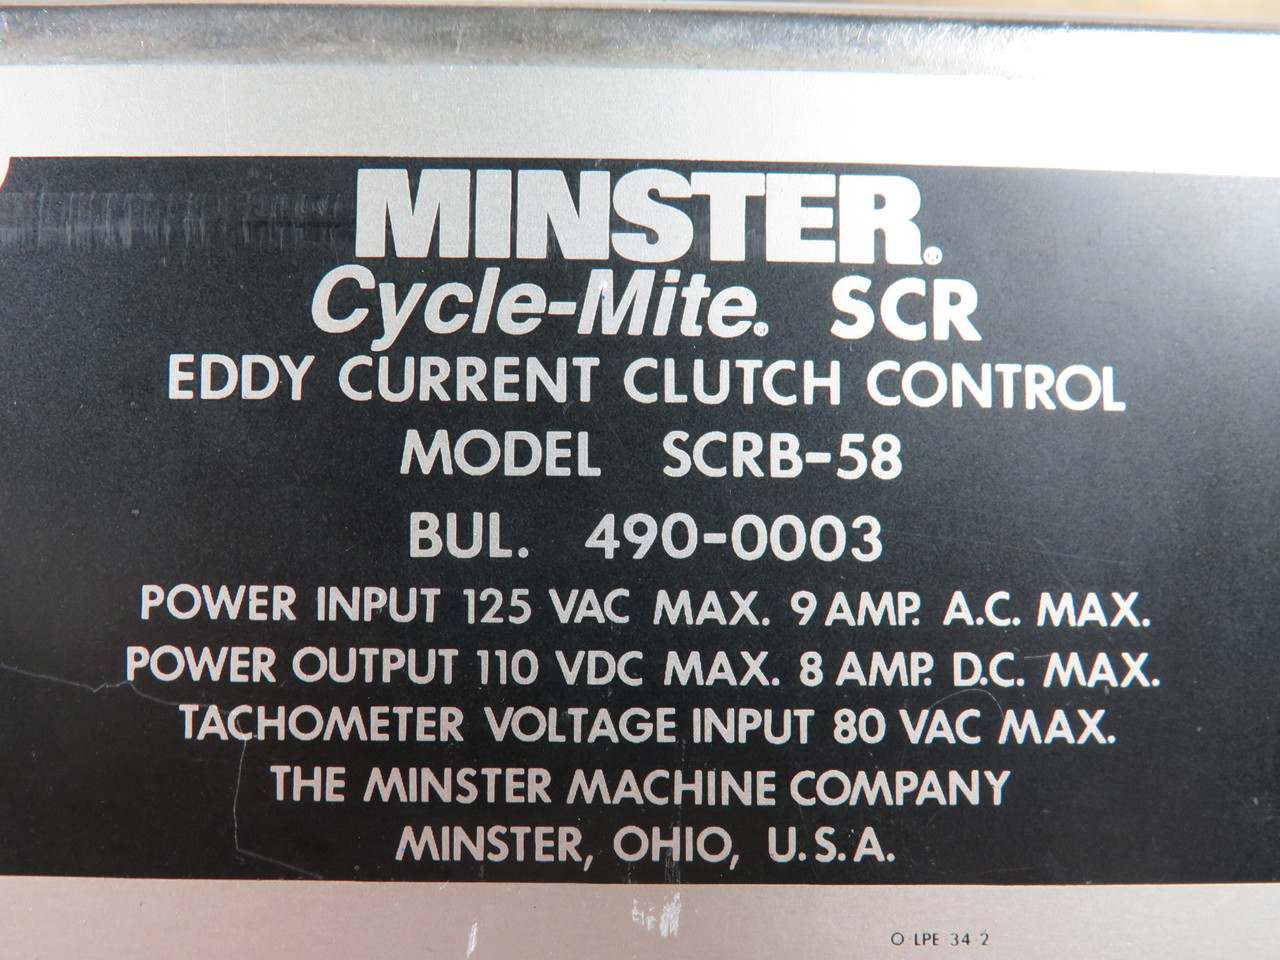 MINSTER®
Cycle-Mite® SCR
EDDY CURRENT CLUTCH CONTROL
MODEL SCRB-58
BUL. 490-0003
POWER INPUT 125 VAC MAX. 9 AMP. A.C. MAX.
POWER OUTPUT 110 VDC MAX. 8 AMP. D.C. MAX.
TACHOMETER VOLTAGE INPUT 80 VAC MAX.
THE MINSTER MACHINE COMPANY
MINSTER, OHIO, U.S.A.
O LPE-34-2